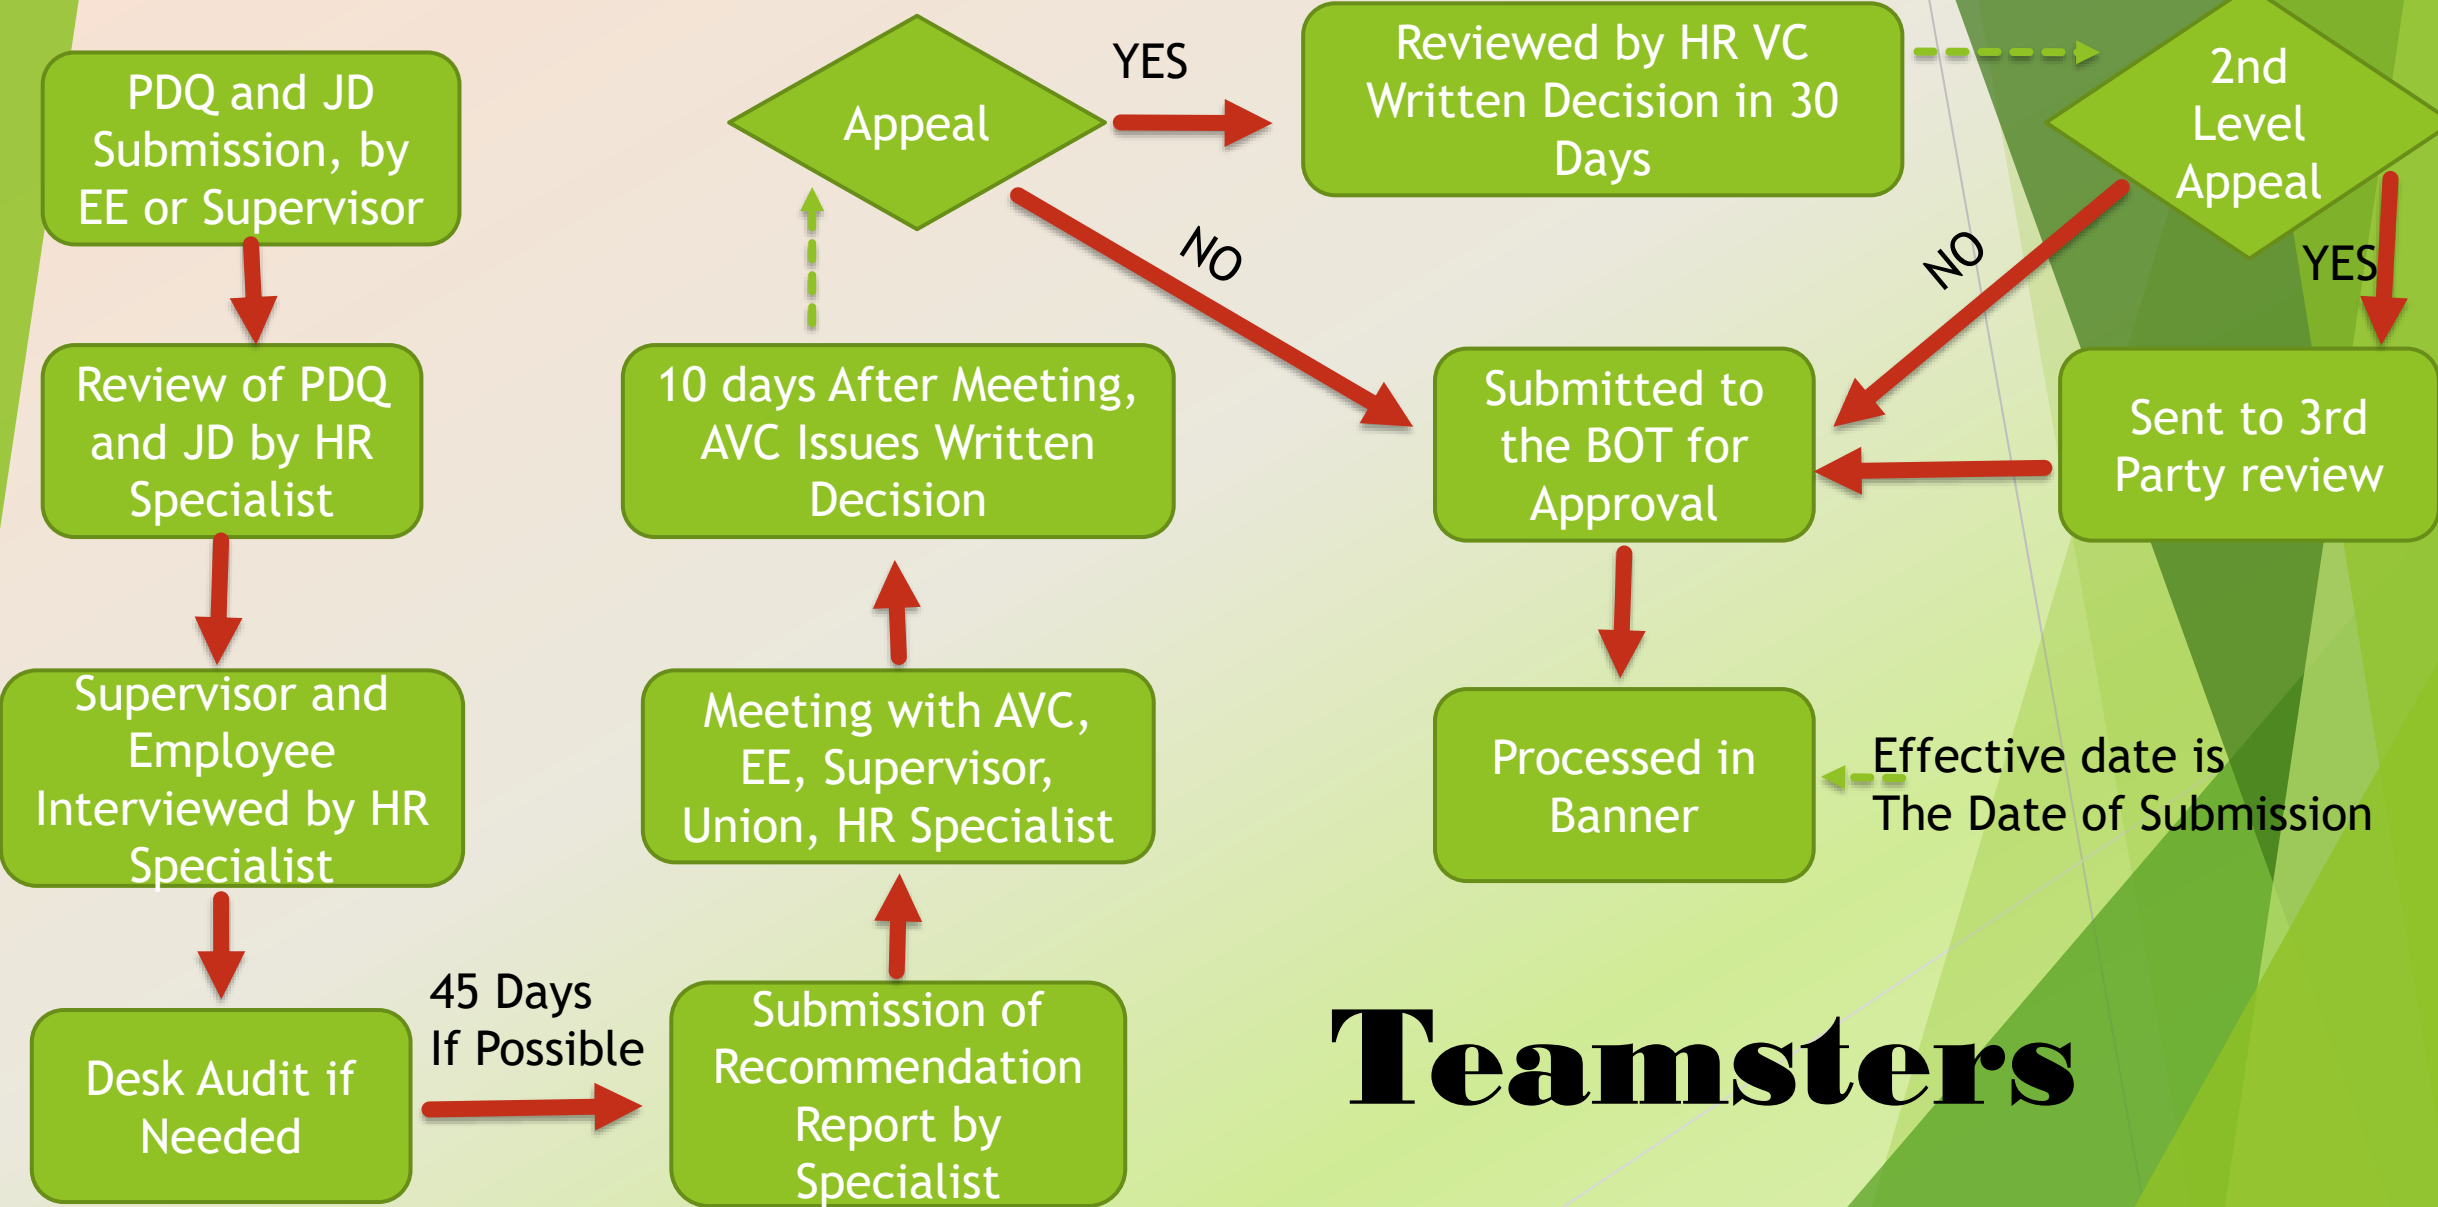 PDQ and JD
Submission, by
EE or Supervisor
Review of PDQ
and JD by HR
Specialist
Supervisor and
Employee
Interviewed by HR
Specialist
Desk Audit if
Needed
45 Days
If Possible
Submission of
Recommendation
Report by
Specialist
Meeting with AVC,
EE, Supervisor,
Union, HR Specialist
10 days After Meeting,
AVC Issues Written
Decision
Appeal
YES
NO
Reviewed by HR VC
Written Decision in 30
Days
2nd
Level
Appeal
NO
YES
Sent to 3rd
Party review
Submitted to
the BOT for
Approval
Processed in
Banner
Effective date is
The Date of Submission
Teamsters